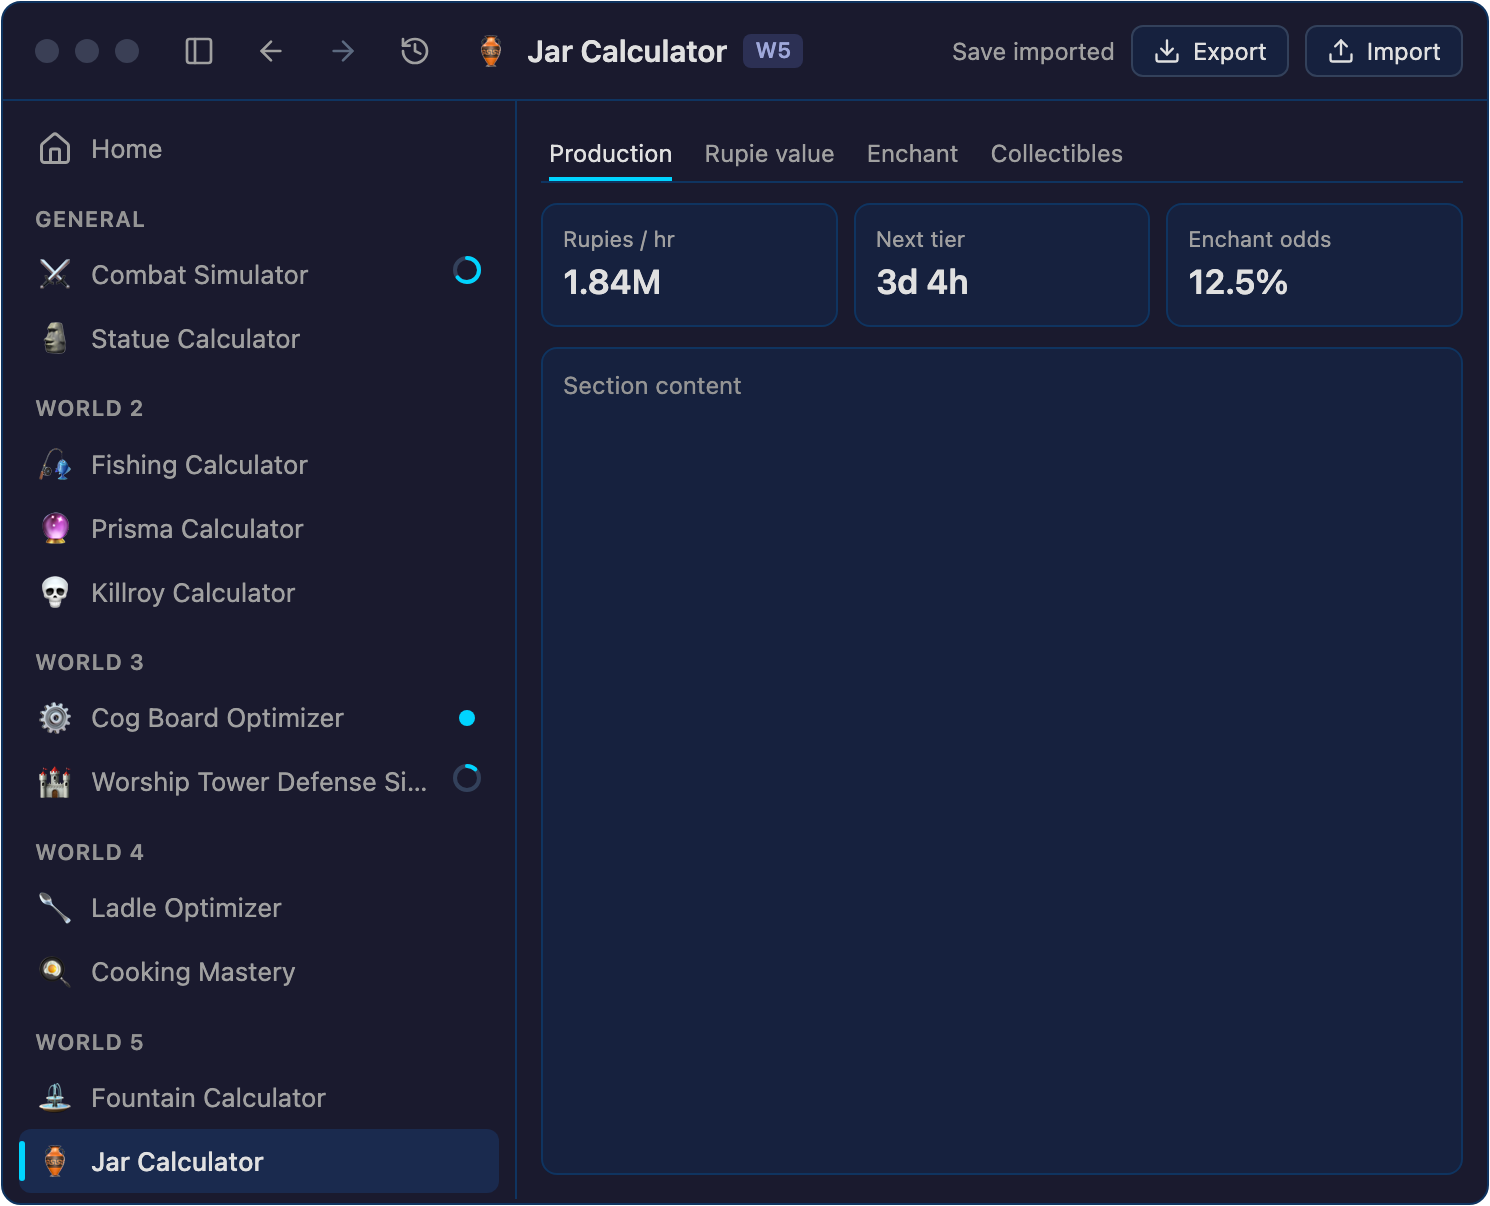 Jar Calculator W5 Save imported Export Import
Home
GENERAL
Combat Simulator
Statue Calculator
WORLD 2
Fishing Calculator
Prisma Calculator
Killroy Calculator
WORLD 3
Cog Board Optimizer
Worship Tower Defense Si...
WORLD 4
Ladle Optimizer
Cooking Mastery
WORLD 5
Fountain Calculator
Jar Calculator
Production Rupie value Enchant Collectibles
Rupies / hr
1.84M
Next tier
3d 4h
Enchant odds
12.5%
Section content